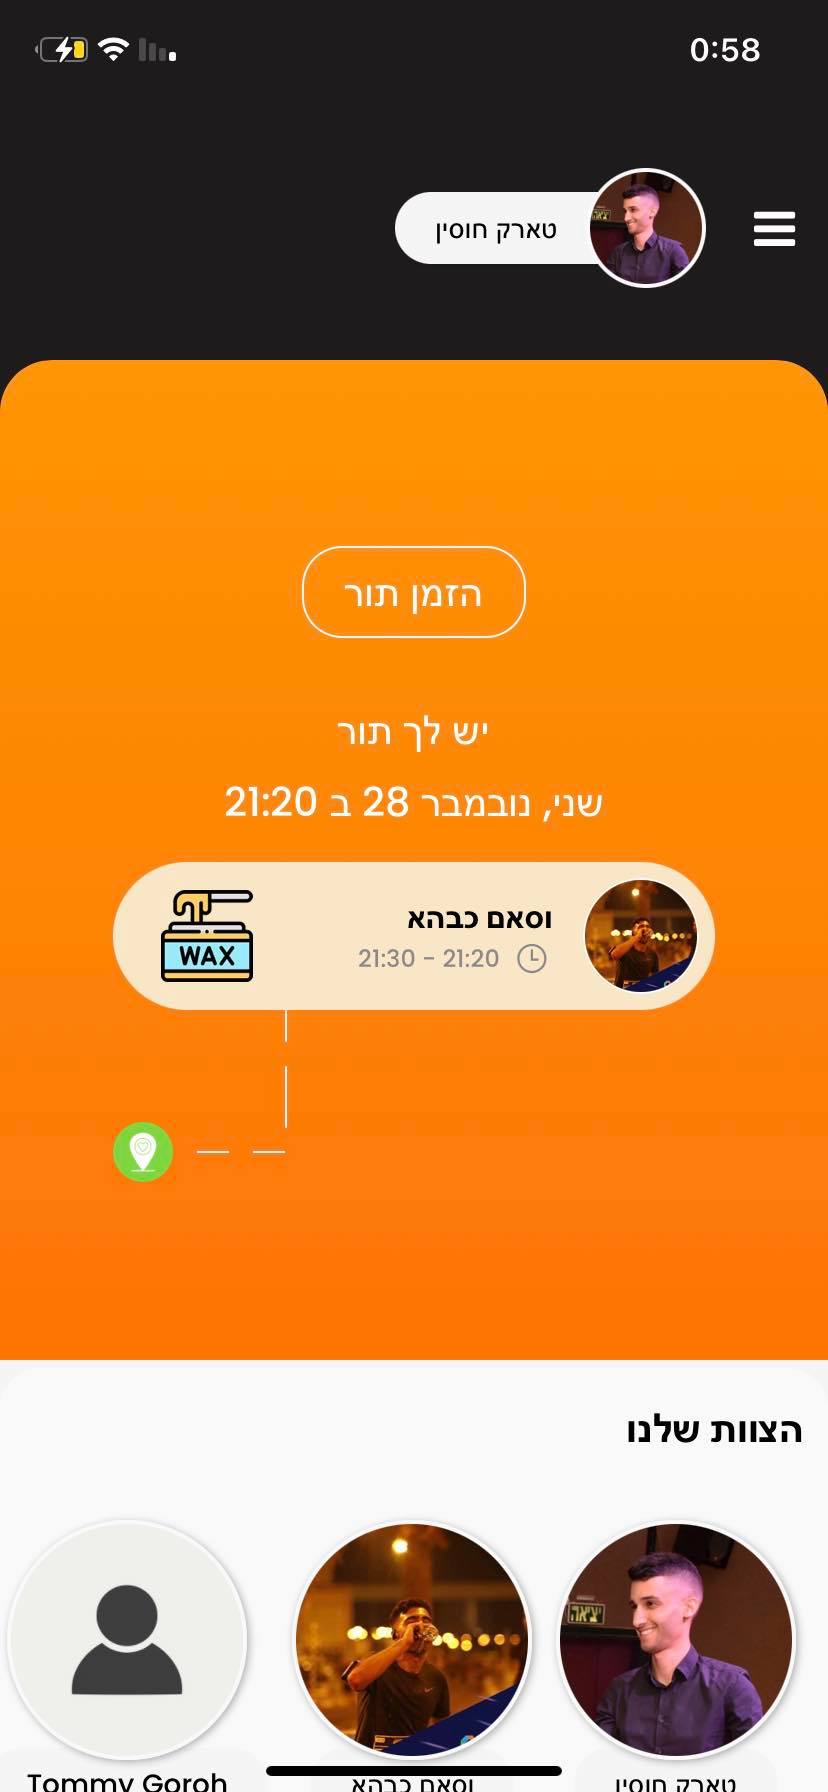 0:58
טארק חוסין
הזמן תור
יש לך תור
שני, נובמבר 28 ב 21:20
וסאם כבהא
21:20 - 21:30
WAX
הצוות שלנו
יציאה
טארק חוסין
וסאם כבהא
Tommy Goroh